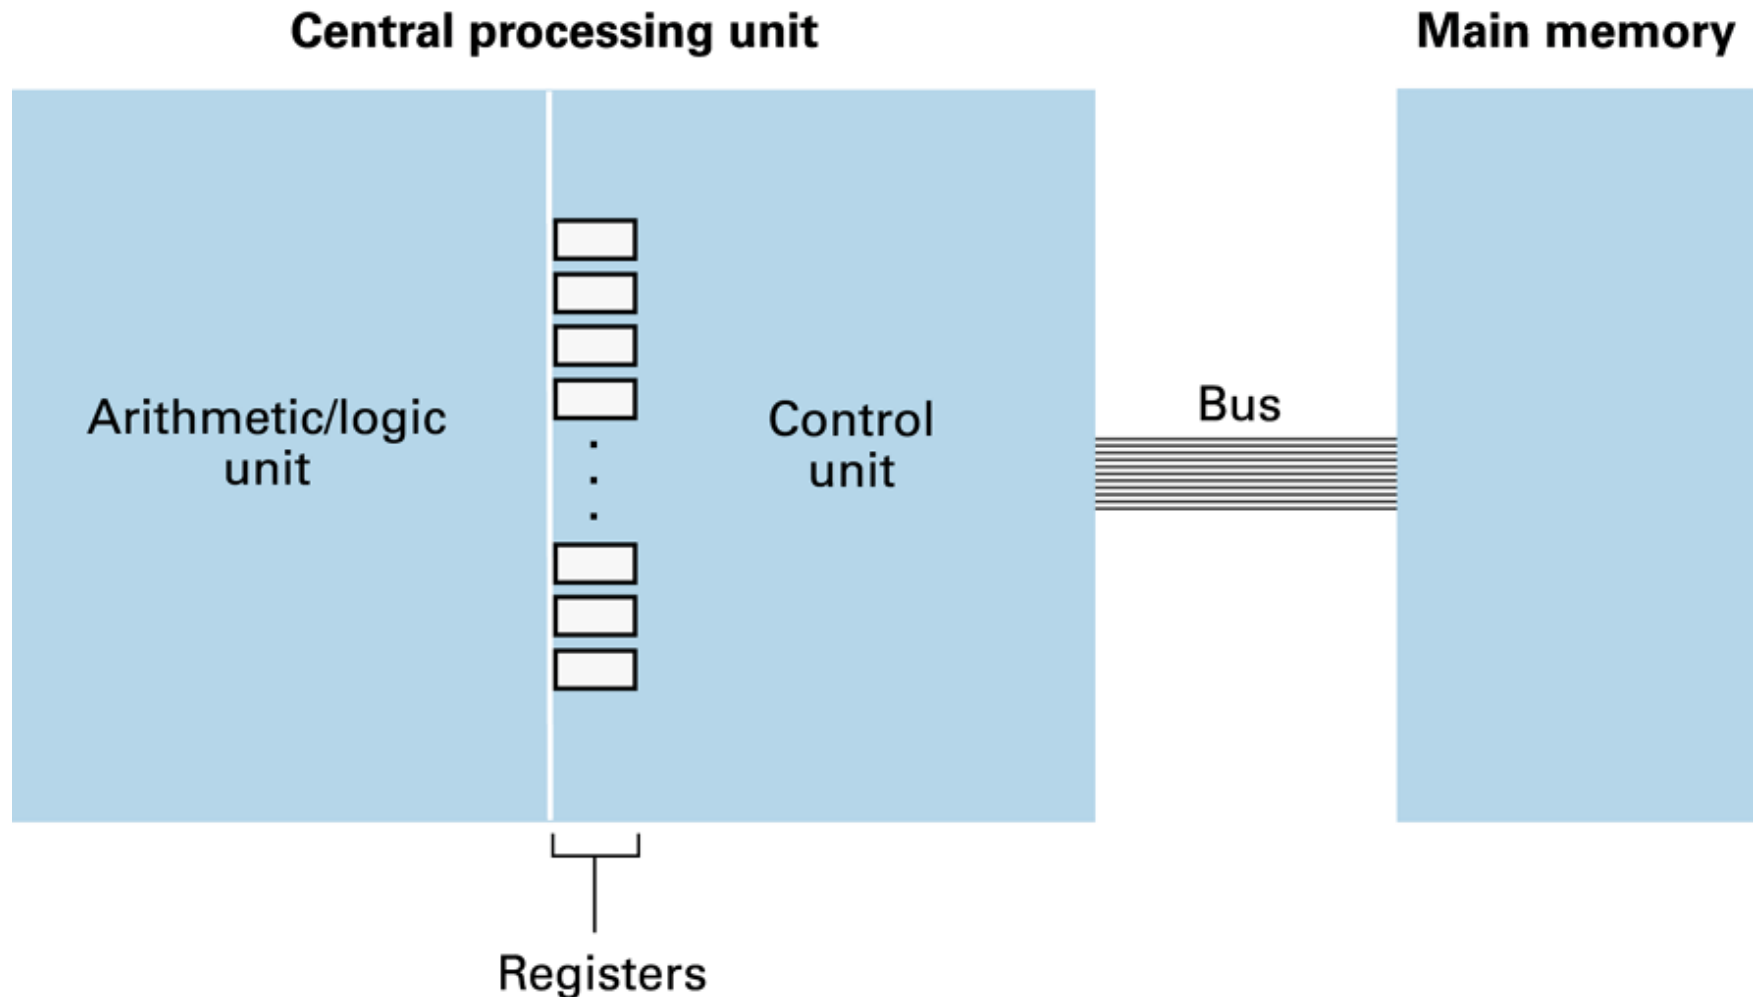 Central processing unit
Main memory
Arithmetic/logic
unit
Control
unit
Bus
Registers